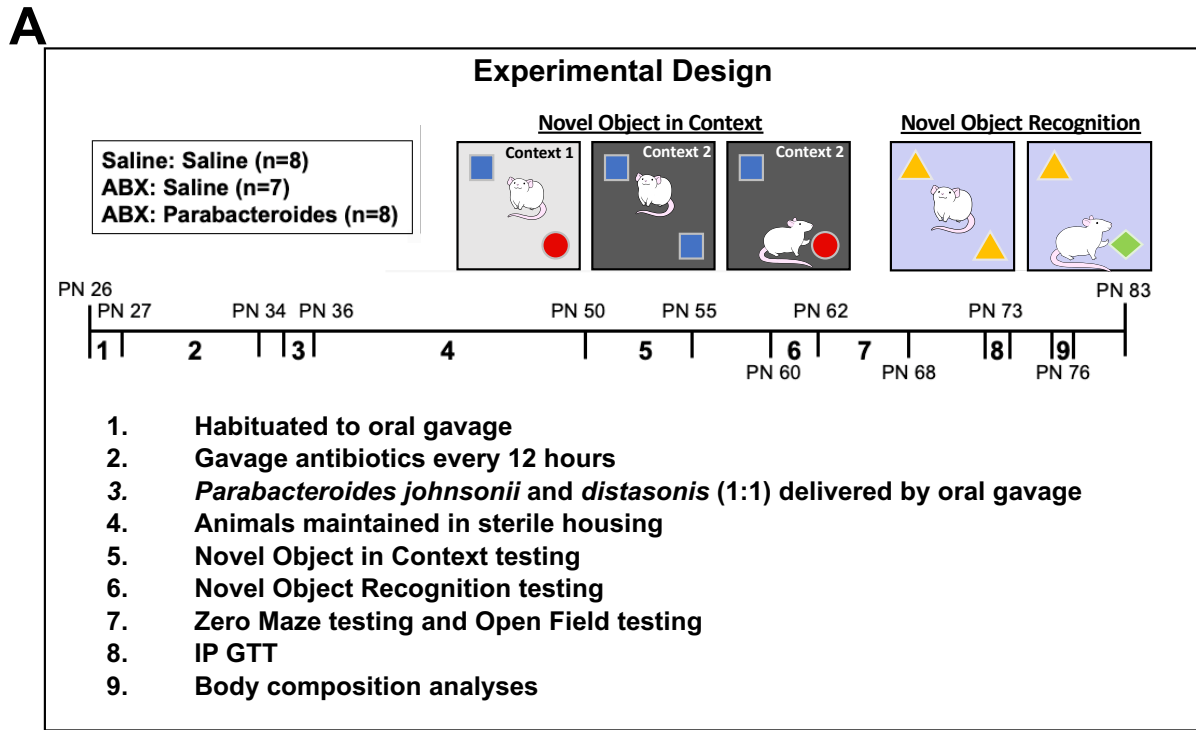 A
Experimental Design
Saline: Saline (n=8)
ABX: Saline (n=7)
ABX: Parabacteroides (n=8)
Novel Object in Context
Context 1
Context 2
Context 2
Novel Object Recognition
PN 26
PN 27
PN 34
PN 36
PN 50
PN 55
PN 62
PN 73
PN 83
1
2
3
4
5
6
7
8
9
PN 60
PN 68
PN 76
1. Habituated to oral gavage
2. Gavage antibiotics every 12 hours
3. Parabacteroides johnsonii and distasonis (1:1) delivered by oral gavage
4. Animals maintained in sterile housing
5. Novel Object in Context testing
6. Novel Object Recognition testing
7. Zero Maze testing and Open Field testing
8. IP GTT
9. Body composition analyses